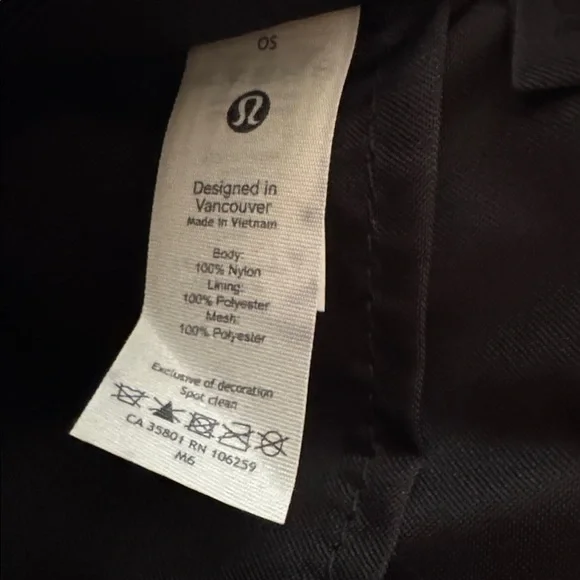 OS
Designed in
Vancouver
Made in Vietnam
Body:
100% Nylon
Lining:
100% Polyester
Mesh:
100% Polyester
Exclusive of decoration
Spot clean
CA 35801 RN 106259
M6